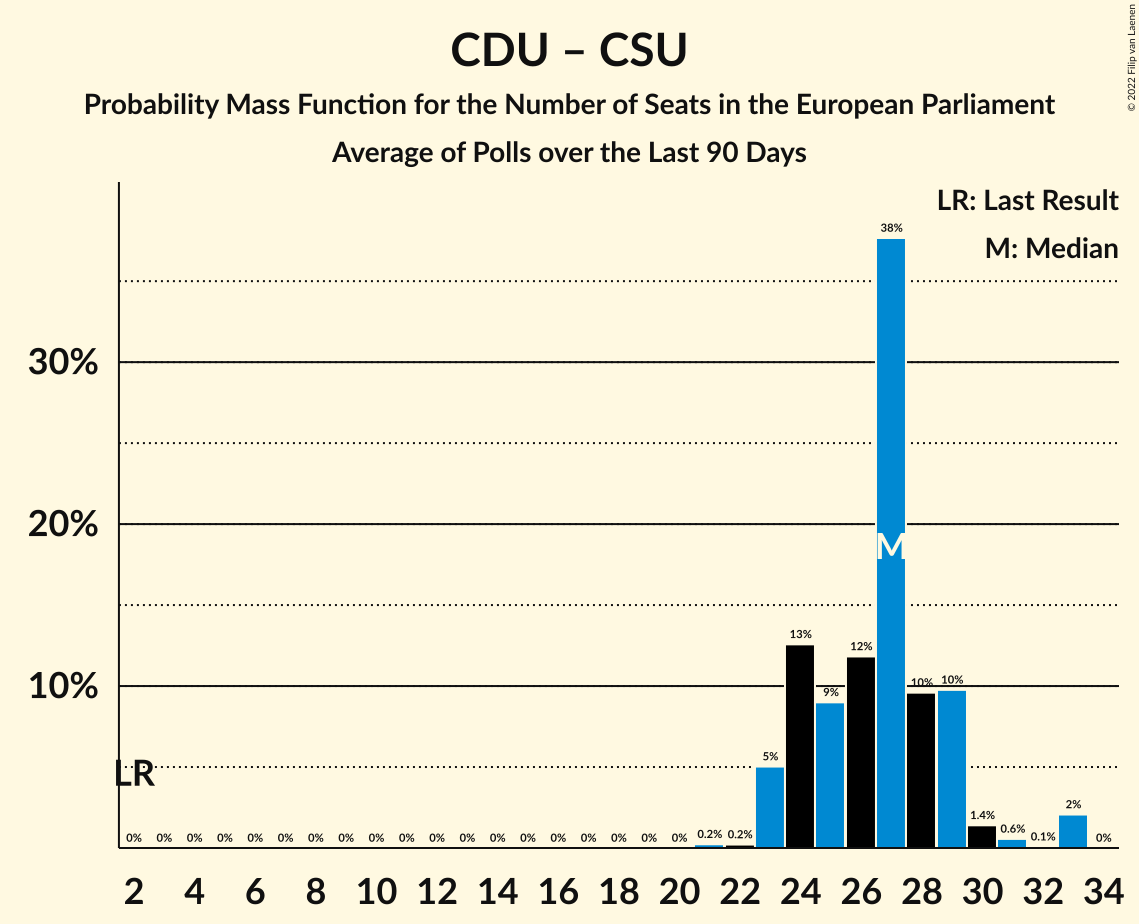 CDU – CSU
Probability Mass Function for the Number of Seats in the European Parliament
Average of Polls over the Last 90 Days
© 2022 Filip van Laenen
LR: Last Result
M: Median
38%
30%
20%
M
13%
12%
10%
9%
10% 10%
LR
5%
2%
1.4%
0.6%
0% 0% 0% 0% 0% 0% 0% 0% 0% 0% 0% 0% 0% 0% 0% 0% 0% 0% 0% 0.2% 0.2% 0.1% 0%
2 4 6 8 10 12 14 16 18 20 22 24 26 28 30 32 34